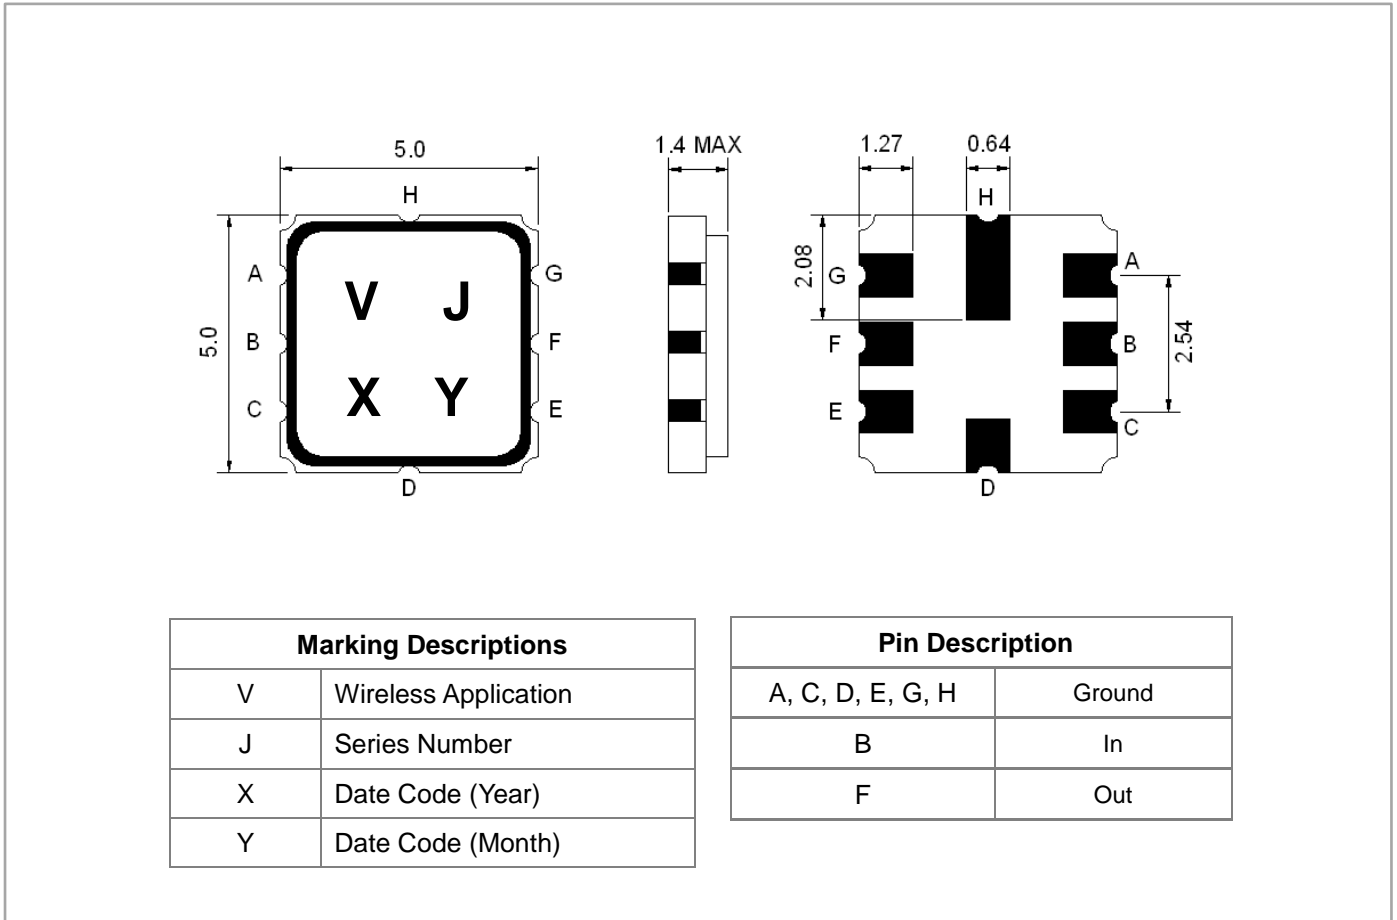 5.0
1.4 MAX
1.27
0.64
H
H
A
G
V J
B
F
X Y
C
E
D
5.0
2.08
G
A
F
B
E
C
D
2.54
Marking Descriptions
V Wireless Application
J Series Number
X Date Code (Year)
Y Date Code (Month)
Pin Description
A, C, D, E, G, H Ground
B In
F Out